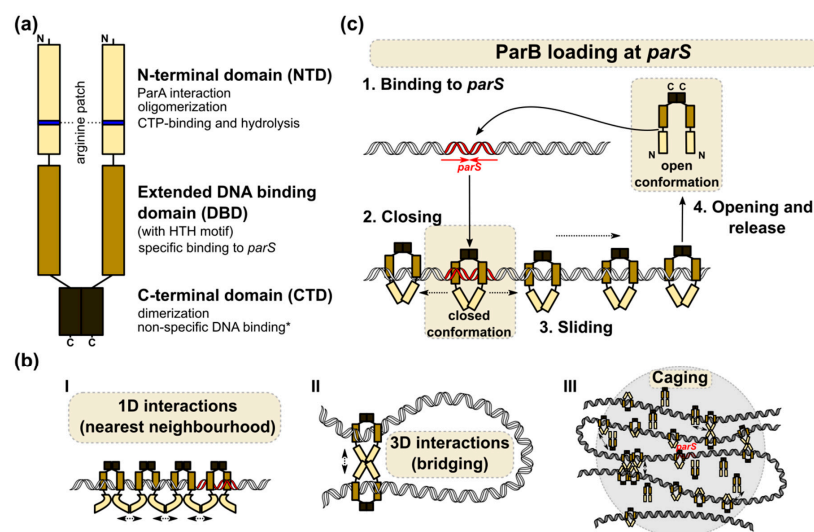 (a)
N
N
arginine patch
N-terminal domain (NTD)
ParA interaction
oligomerization
CTP-binding and hydrolysis
Extended DNA binding
domain (DBD)
(with HTH motif)
specific binding to parS
C-terminal domain (CTD)
dimerization
non-specific DNA binding*
C C
(c)
ParB loading at parS
1. Binding to parS
parS
C C
N
N
open
conformation
2. Closing
4. Opening and
release
closed
conformation
3. Sliding
(b)
I
1D interactions
(nearest neighbourhood)
II
3D interactions
(bridging)
III
Caging
parS